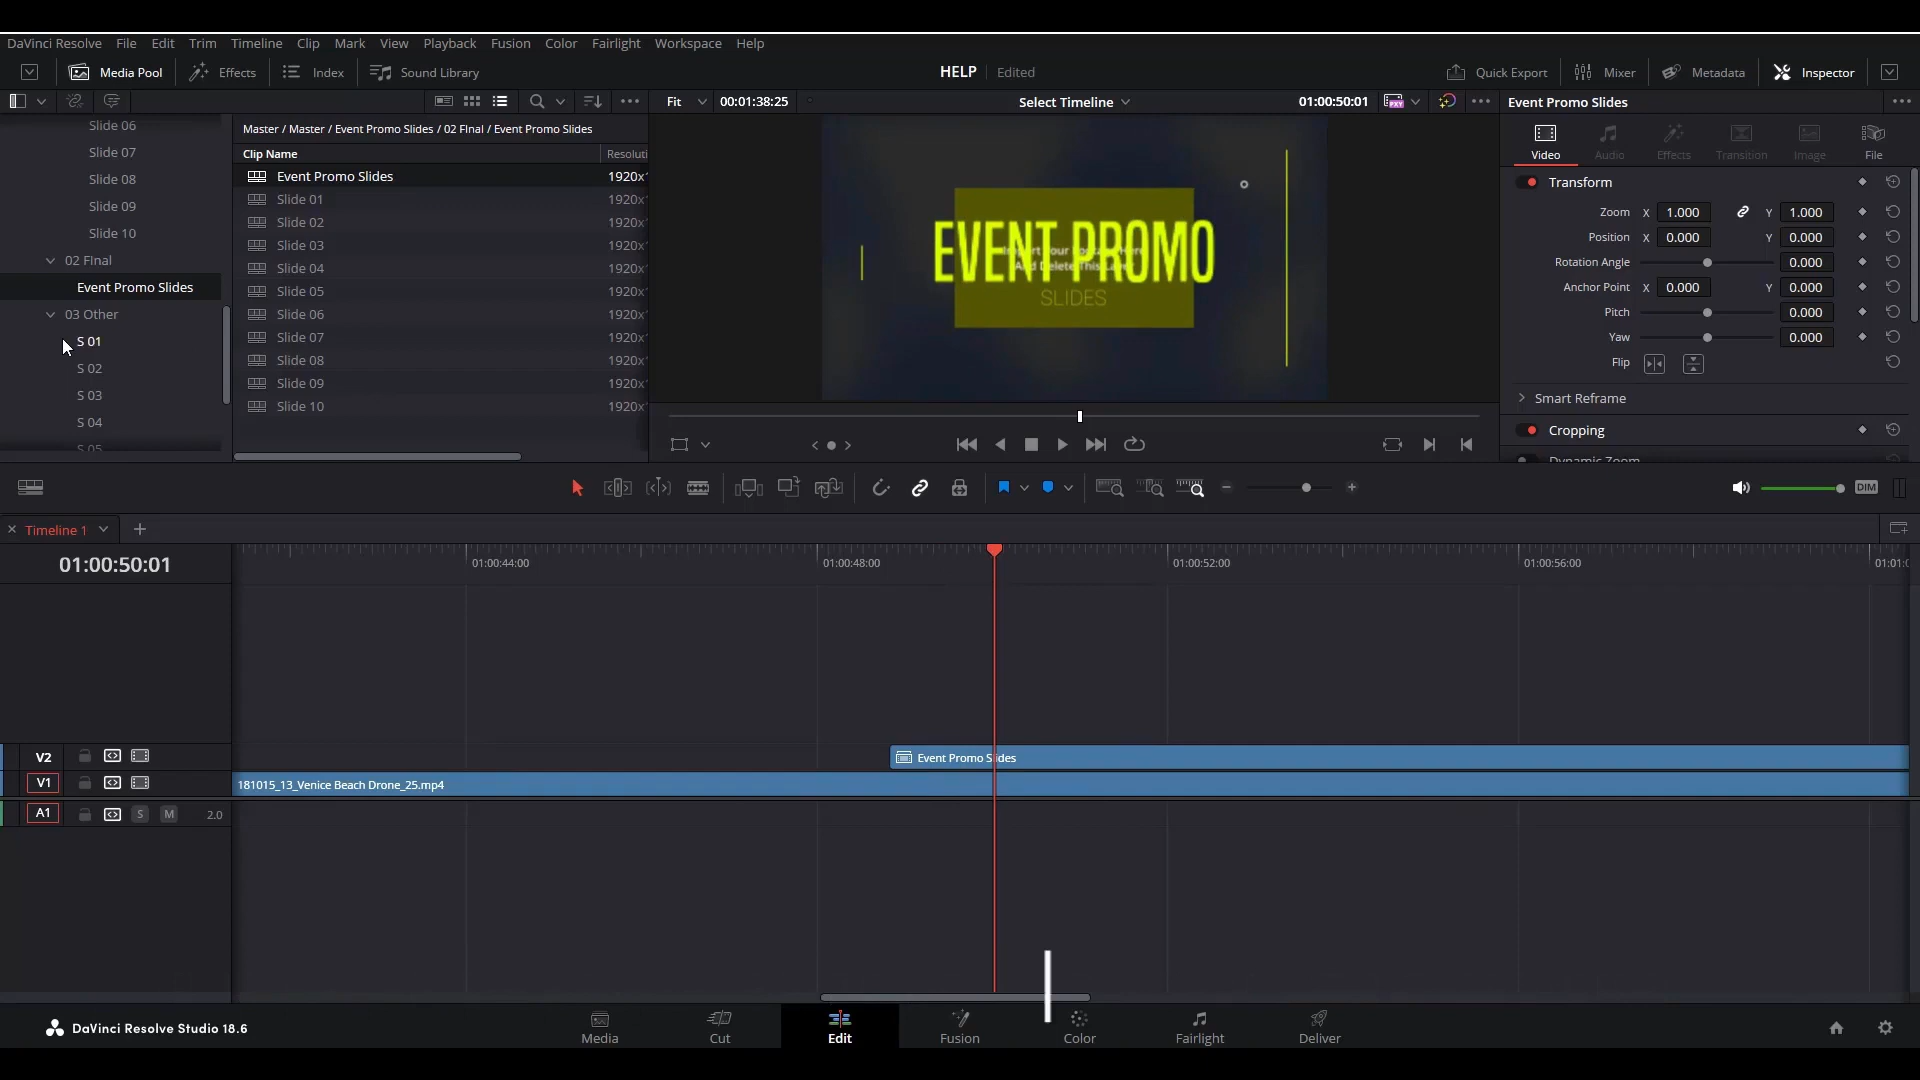 DaVinci Resolve File Edit Trim Timeline Clip Mark View Playback Fusion Color Fairlight Workspace Help
Media Pool Effects Index Sound Library HELP Edited Quick Export Mixer Metadata Inspector
Fit 00:01:38:25 Select Timeline 01:00:50:01 PXY Event Promo Slides
Slide 06
Slide 07
Slide 08
Slide 09
Slide 10
02 FInal
Event Promo Slides
03 Other
S 01
S 02
S 03
S 04
S 05
Master / Master / Event Promo Slides / 02 FInal / Event Promo Slides
Clip Name Resoluti
Event Promo Slides 1920x
Slide 01 1920x
Slide 02 1920x
Slide 03 1920x
Slide 04 1920x
Slide 05 1920x
Slide 06 1920x
Slide 07 1920x
Slide 08 1920x
Slide 09 1920x
Slide 10 1920x
EVENT PROMO
Import Your Footage Here
And Delete This Layer
SLIDES
Video Audio Effects Transition Image File
Transform
Zoom X 1.000 Y 1.000
Position X 0.000 Y 0.000
Rotation Angle 0.000
Anchor Point X 0.000 Y 0.000
Pitch 0.000
Yaw 0.000
Flip
Smart Reframe
Cropping
Dynamic Zoom
DIM
Timeline 1
01:00:50:01
01:00:44:00 01:00:48:00 01:00:52:00 01:00:56:00 01:01:0
V2 Event Promo Slides
V1 181015_13_Venice Beach Drone_25.mp4
A1 S M 2.0
DaVinci Resolve Studio 18.6
Media Cut Edit Fusion Color Fairlight Deliver